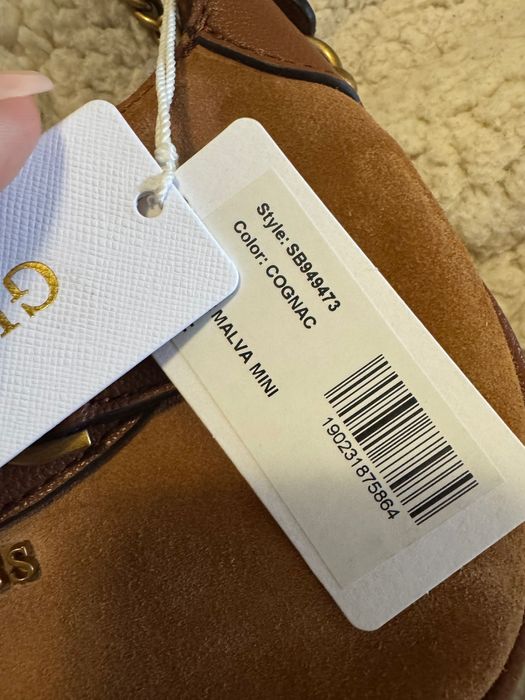 G
Style: SB949473
Color: COGNAC
MALVA MINI
190231875864